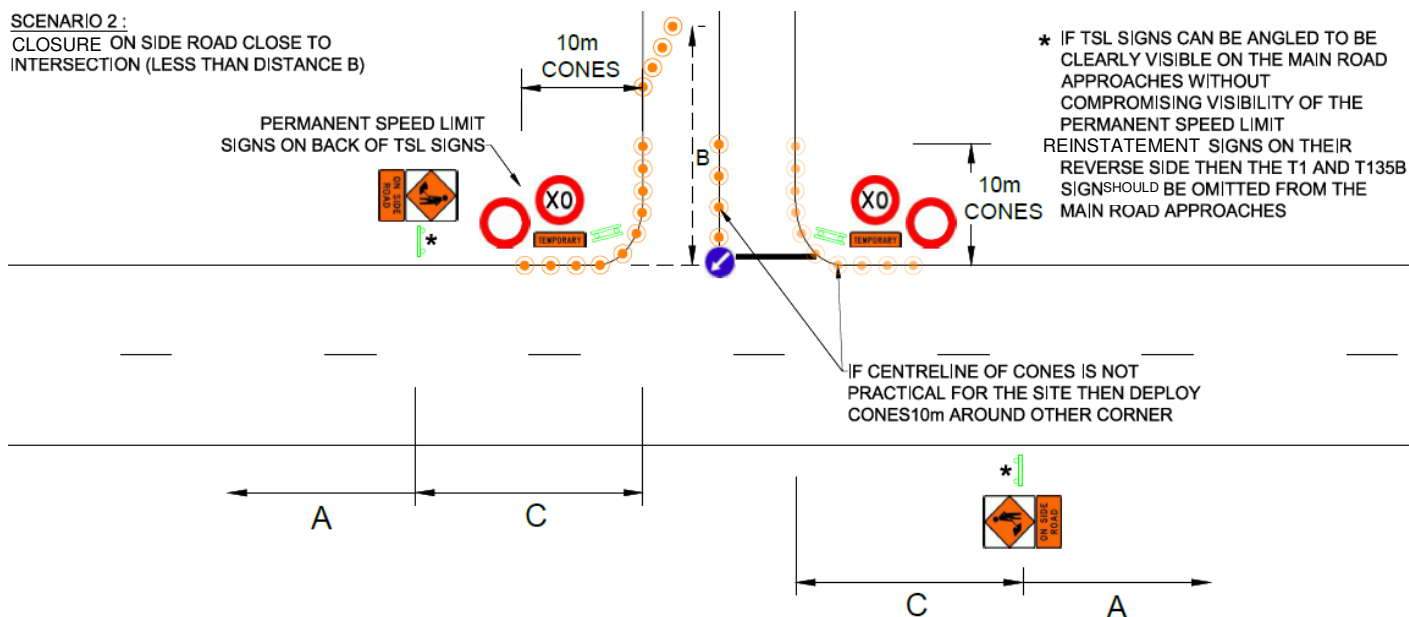 SCENARIO 2 :
CLOSURE ON SIDE ROAD CLOSE TO
INTERSECTION (LESS THAN DISTANCE B)
10m
CONES
* IF TSL SIGNS CAN BE ANGLED TO BE
CLEARLY VISIBLE ON THE MAIN ROAD
APPROACHES WITHOUT
COMPROMISING VISIBILITY OF THE
PERMANENT SPEED LIMIT
REINSTATEMENT SIGNS ON THEIR
REVERSE SIDE THEN THE T1 AND T135B
SIGNSHOULD BE OMITTED FROM THE
MAIN ROAD APPROACHES
PERMANENT SPEED LIMIT
SIGNS ON BACK OF TSL SIGNS
B
ON SIDE
ROAD
*
X0
TEMPORARY
X0
TEMPORARY
10m
CONES
IF CENTRELINE OF CONES IS NOT
PRACTICAL FOR THE SITE THEN DEPLOY
CONES10m AROUND OTHER CORNER
A
C
*
ON SIDE
ROAD
C
A